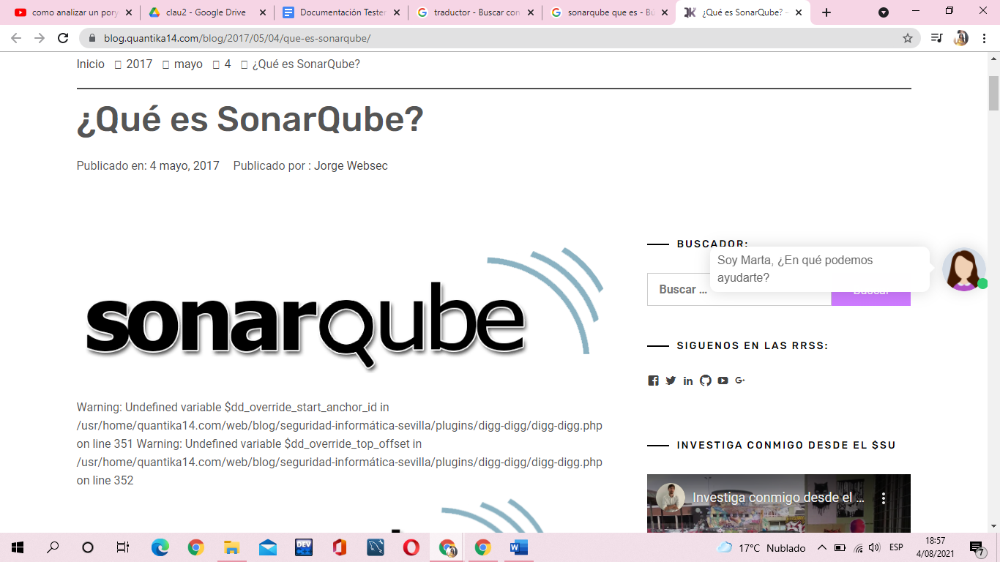 como analizar un pory
clau2 - Google Drive
Documentación Tester
traductor - Buscar con
sonarqube que es - Bú
¿Qué es SonarQube? -
blog.quantika14.com/blog/2017/05/04/que-es-sonarqube/
Inicio 2017 mayo 4 ¿Qué es SonarQube?
¿Qué es SonarQube?
Publicado en: 4 mayo, 2017 Publicado por : Jorge Websec
sonarqube
Warning: Undefined variable $dd_override_start_anchor_id in
/usr/home/quantika14.com/web/blog/seguridad-informática-sevilla/plugins/digg-digg/digg-digg.php
on line 351 Warning: Undefined variable $dd_override_top_offset in
/usr/home/quantika14.com/web/blog/seguridad-informática-sevilla/plugins/digg-digg/digg-digg.php
on line 352
BUSCADOR:
Soy Marta, ¿En qué podemos
ayudarte?
Buscar ...
Buscar
SIGUENOS EN LAS RRSS:
INVESTIGA CONMIGO DESDE EL $SU
Investiga conmigo desde el ...
DEV
17°C Nublado
ESP
18:57
4/08/2021
7